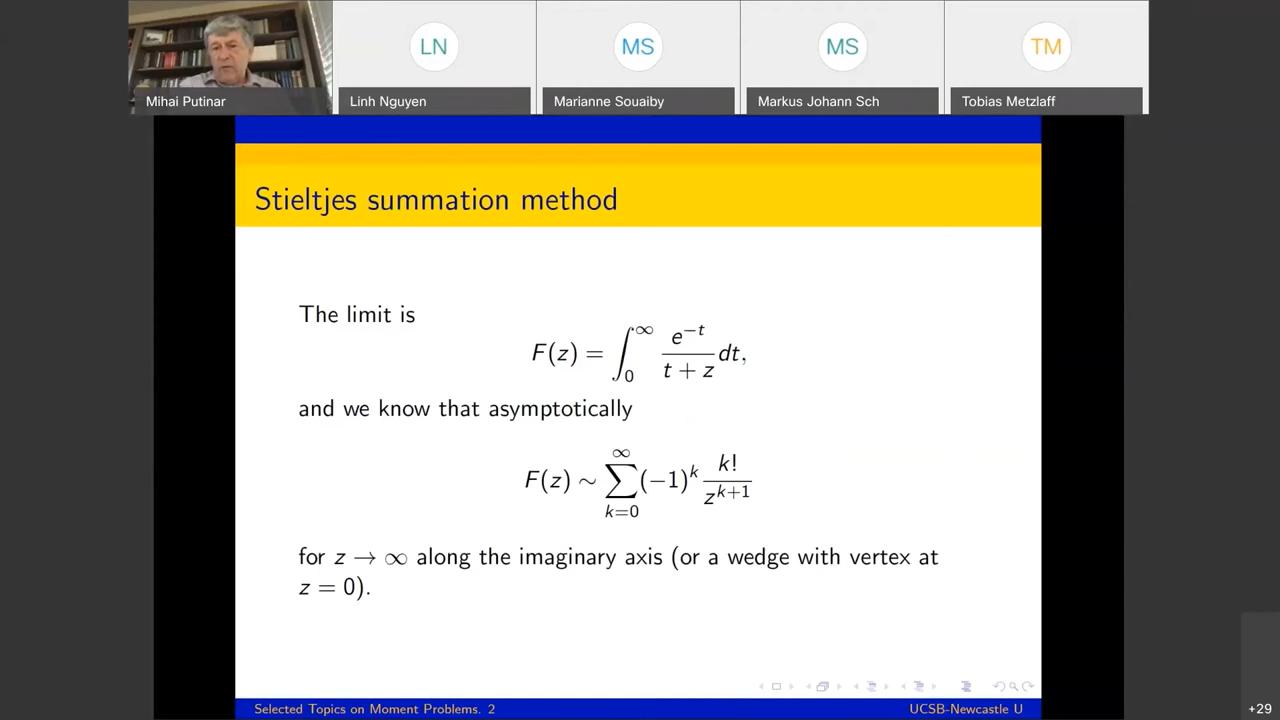 LN
MS
MS
TM
Mihai Putinar
Linh Nguyen
Marianne Souaiby
Markus Johann Sch
Tobias Metzlaff
Stieltjes summation method
The limit is
F(z) = ∫₀^∞ e^{−t}/(t + z) dt,
and we know that asymptotically
F(z) ∼ ∑_{k=0}^∞ (−1)^k k!/z^{k+1}
for z → ∞ along the imaginary axis (or a wedge with vertex at
z = 0).
Selected Topics on Moment Problems. 2
UCSB-Newcastle U
+29